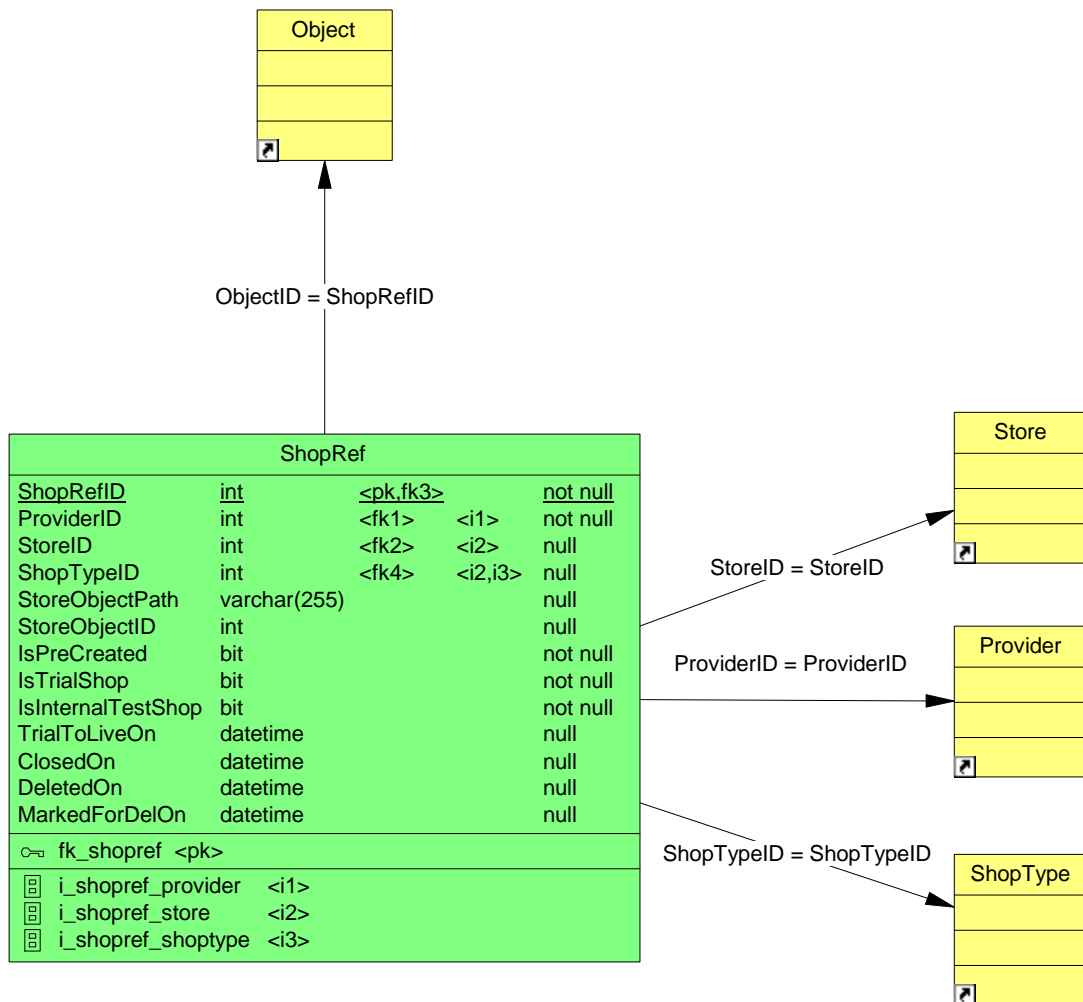 Object
ObjectID = ShopRefID
ShopRef
ShopRefID int <pk,fk3> not null
ProviderID int <fk1> <i1> not null
StoreID int <fk2> <i2> null
ShopTypeID int <fk4> <i2,i3> null
StoreObjectPath varchar(255) null
StoreObjectID int null
IsPreCreated bit not null
IsTrialShop bit not null
IsInternalTestShop bit not null
TrialToLiveOn datetime null
ClosedOn datetime null
DeletedOn datetime null
MarkedForDelOn datetime null
fk_shopref <pk>
i_shopref_provider <i1>
i_shopref_store <i2>
i_shopref_shoptype <i3>
Store
StoreID = StoreID
Provider
ProviderID = ProviderID
ShopTypeID = ShopTypeID
ShopType